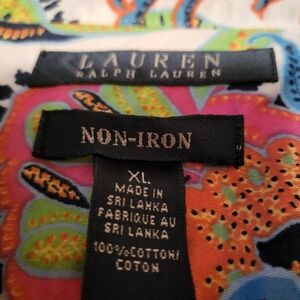 LAUREN
RALPH LAUREN
NON-IRON
XL
MADE IN
SRI LANKA
FABRIQUE AU
SRI LANKA
100%COTTON/
COTON